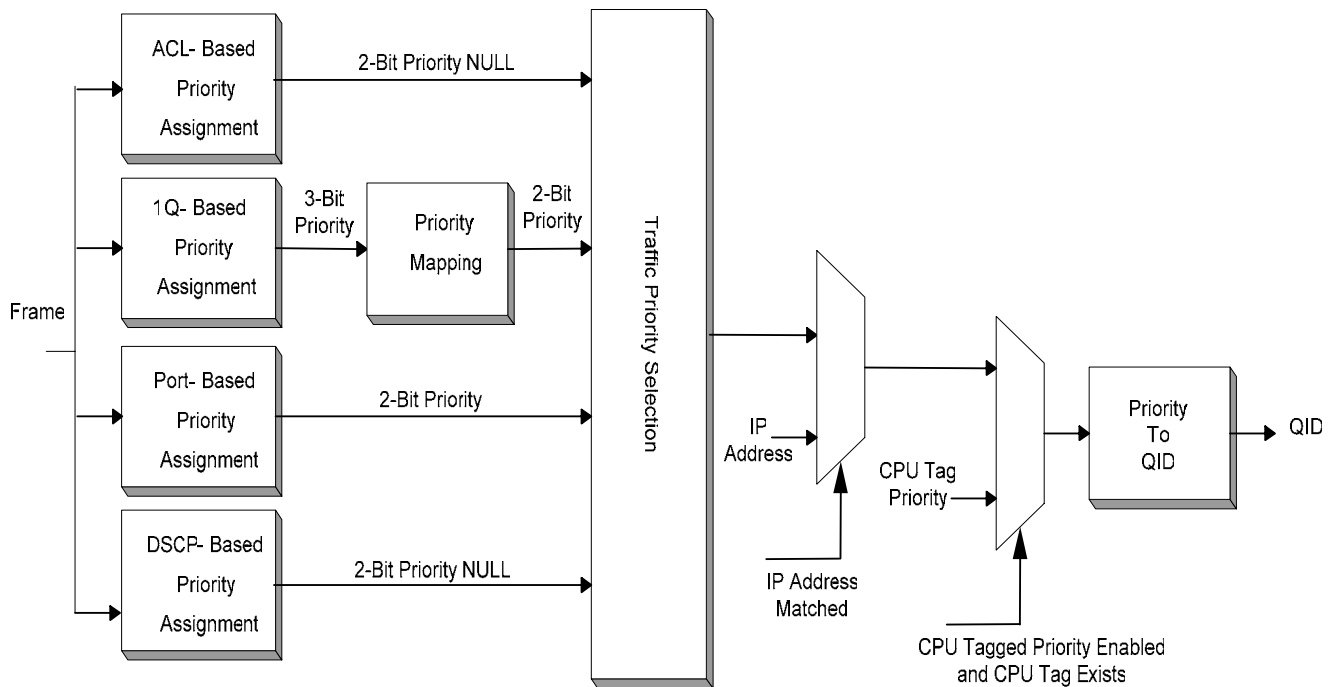 ACL- Based
Priority
Assignment
2-Bit Priority NULL
1Q- Based
Priority
Assignment
3-Bit
Priority
Priority
Mapping
2-Bit
Priority
Frame
Port- Based
Priority
Assignment
2-Bit Priority
DSCP- Based
Priority
Assignment
2-Bit Priority NULL
Traffic Priority Selection
IP
Address
IP Address
Matched
CPU Tag
Priority
CPU Tagged Priority Enabled
and CPU Tag Exists
Priority
To
QID
QID